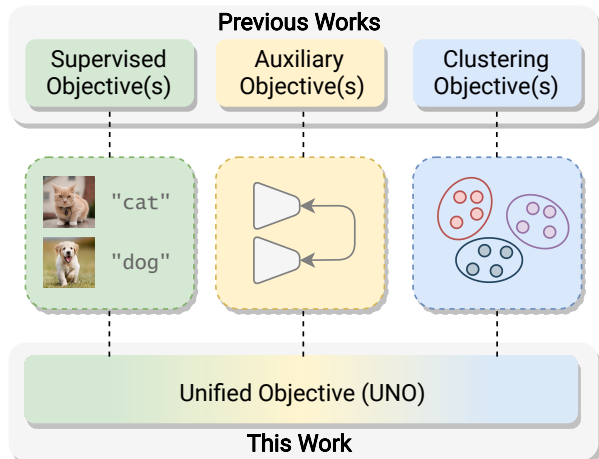 Previous Works
Supervised
Objective(s)
Auxiliary
Objective(s)
Clustering
Objective(s)
"cat"
"dog"
Unified Objective (UNO)
This Work